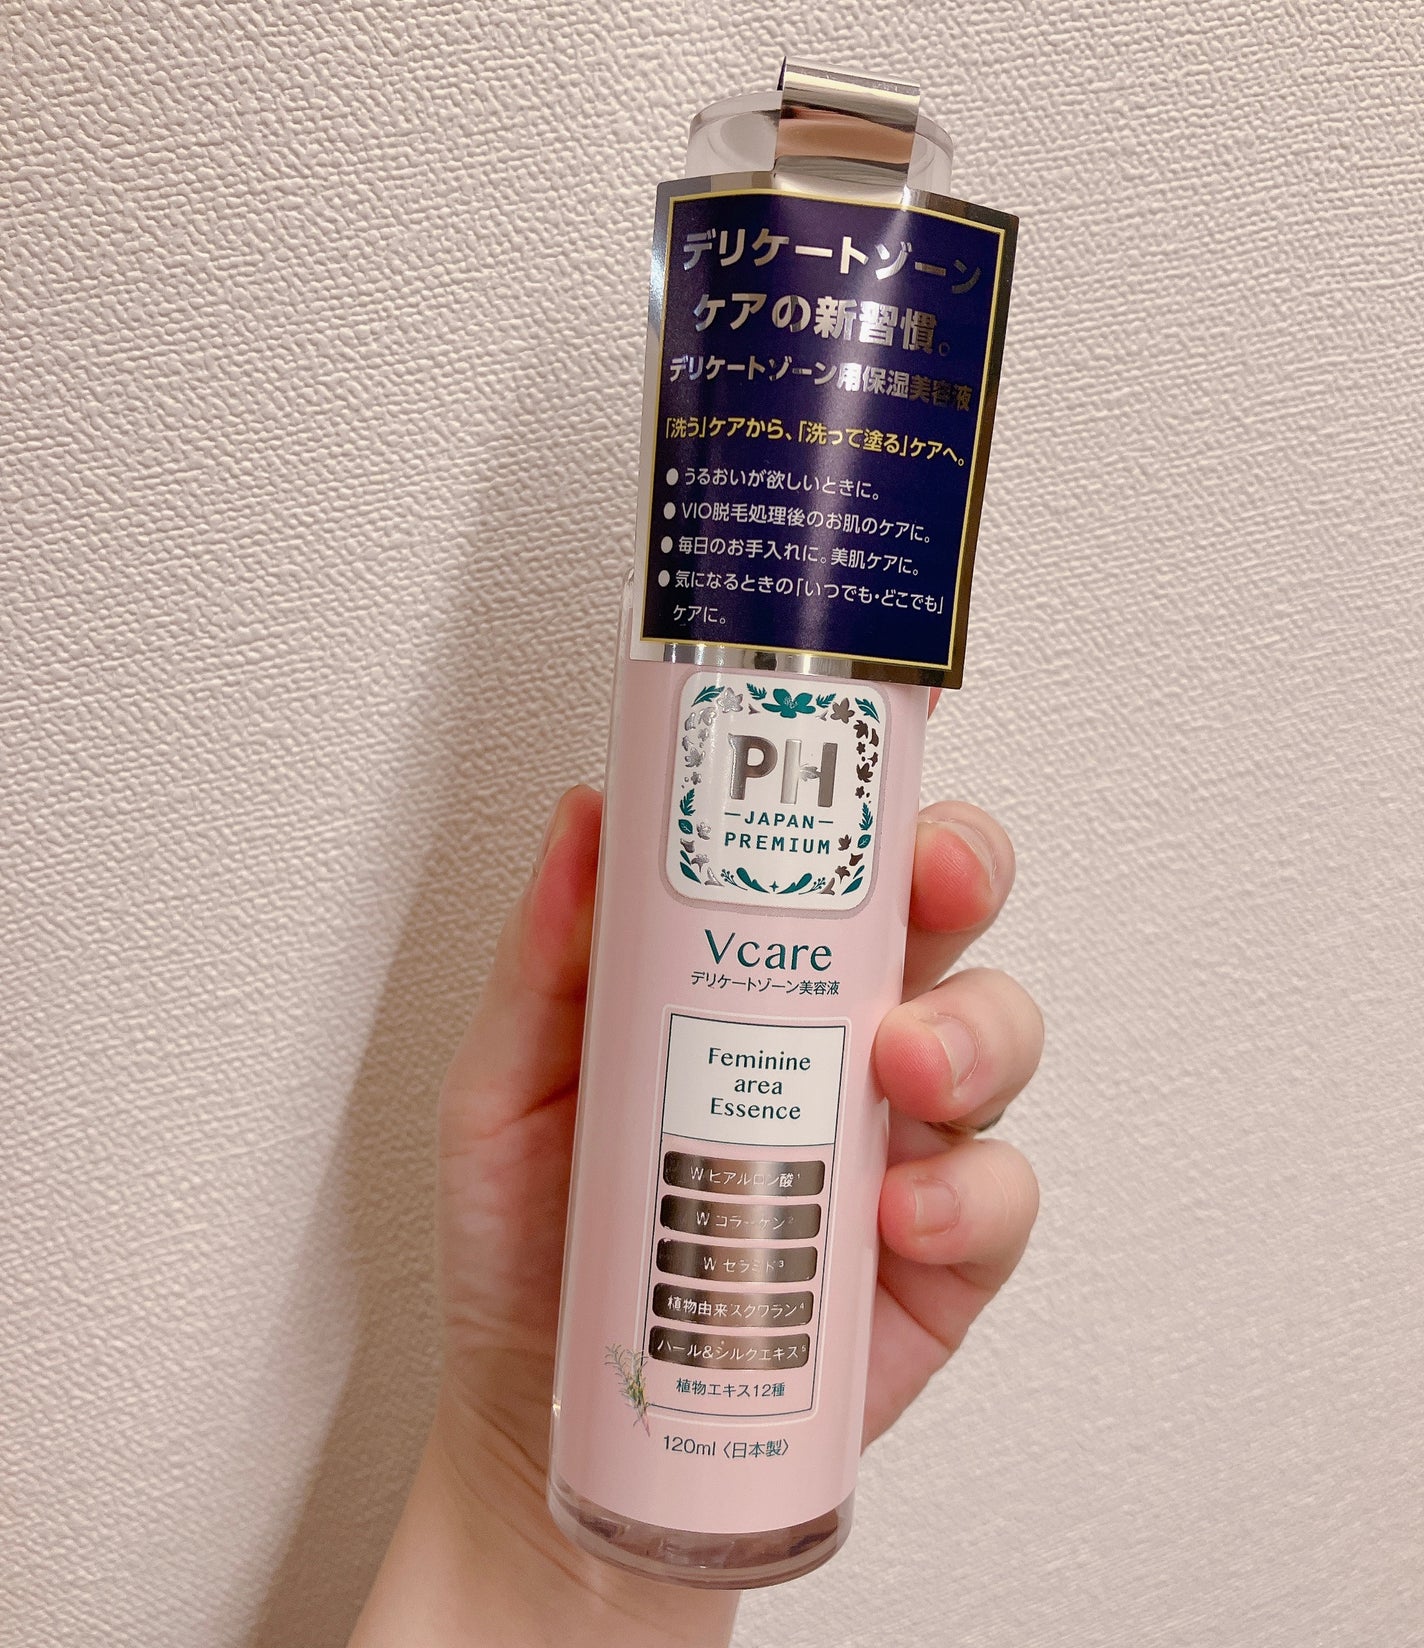 デリケートゾーン
ケアの新習慣。
デリケートゾーン用保湿美容液
「洗う」ケアから、「洗って塗る」ケアへ。
●うるおいが欲しいときに。
●VIO脱毛処理後のお肌のケアに。
●毎日のお手入れに。美肌ケアに。
●気になるときの「いつでも・どこでも」
ケアに。
PH
—JAPAN—
PREMIUM
Vcare
デリケートゾーン美容液
Feminine
area
Essence
W ヒアルロン酸¹
W コラーゲン²
W セラミド³
植物由来スクワラン⁴
パール&シルクエキス⁵
植物エキス12種
120ml〈日本製〉